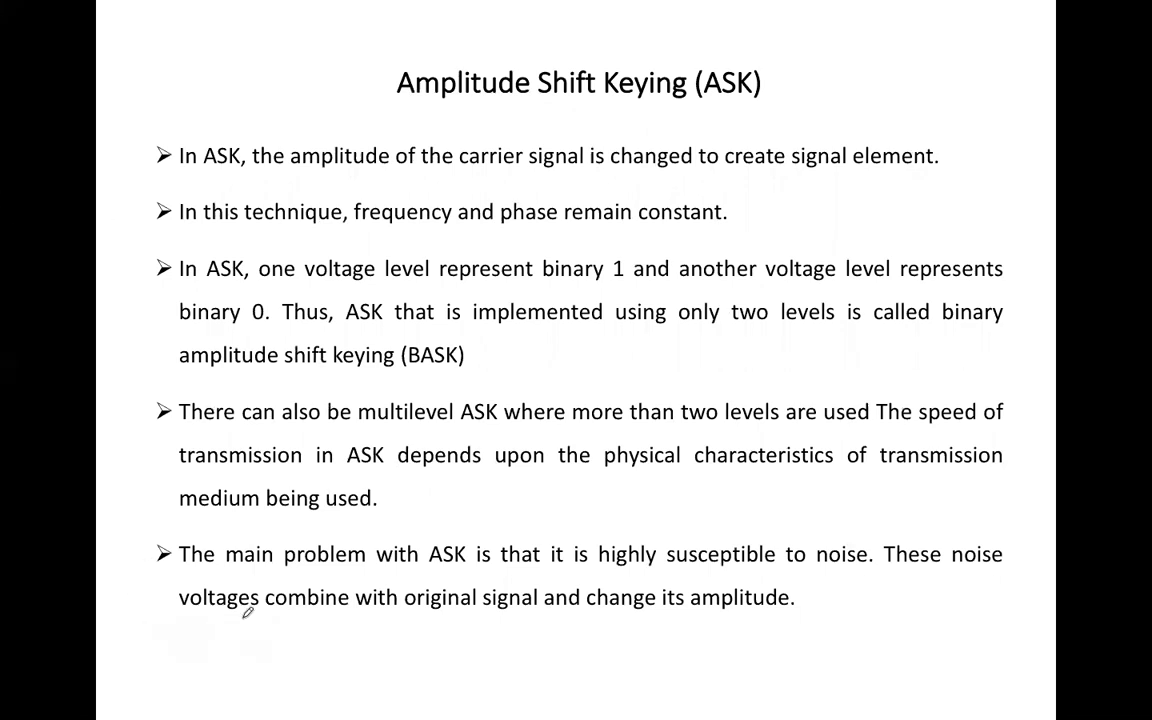 Amplitude Shift Keying (ASK)
➢ In ASK, the amplitude of the carrier signal is changed to create signal element.
➢ In this technique, frequency and phase remain constant.
➢ In ASK, one voltage level represent binary 1 and another voltage level represents
binary 0. Thus, ASK that is implemented using only two levels is called binary
amplitude shift keying (BASK)
➢ There can also be multilevel ASK where more than two levels are used The speed of
transmission in ASK depends upon the physical characteristics of transmission
medium being used.
➢ The main problem with ASK is that it is highly susceptible to noise. These noise
voltages combine with original signal and change its amplitude.